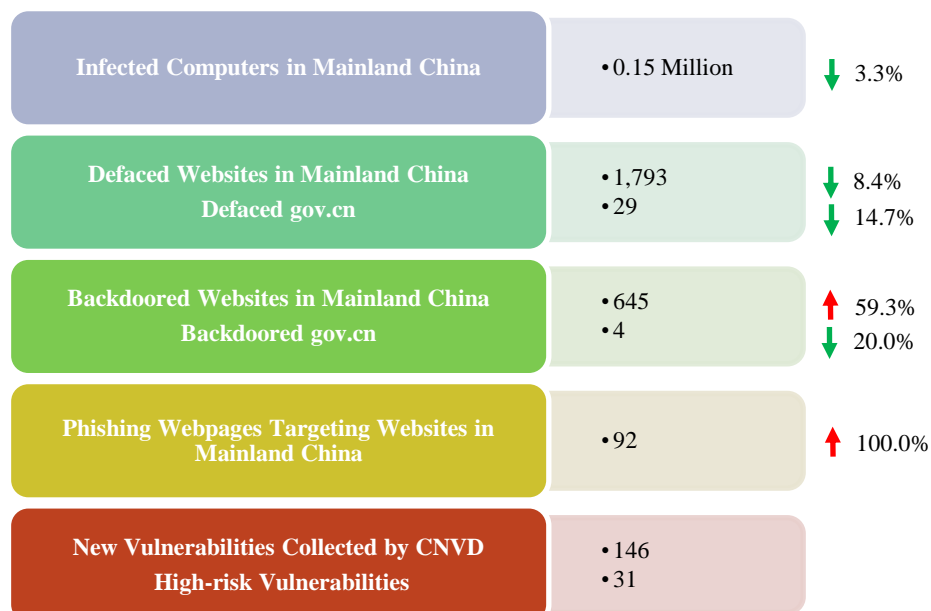 Infected Computers in Mainland China
•0.15 Million
3.3%
Defaced Websites in Mainland China
Defaced gov.cn
•1,793
•29
8.4%
14.7%
Backdoored Websites in Mainland China
Backdoored gov.cn
•645
•4
59.3%
20.0%
Phishing Webpages Targeting Websites in
Mainland China
•92
100.0%
New Vulnerabilities Collected by CNVD
High-risk Vulnerabilities
•146
•31